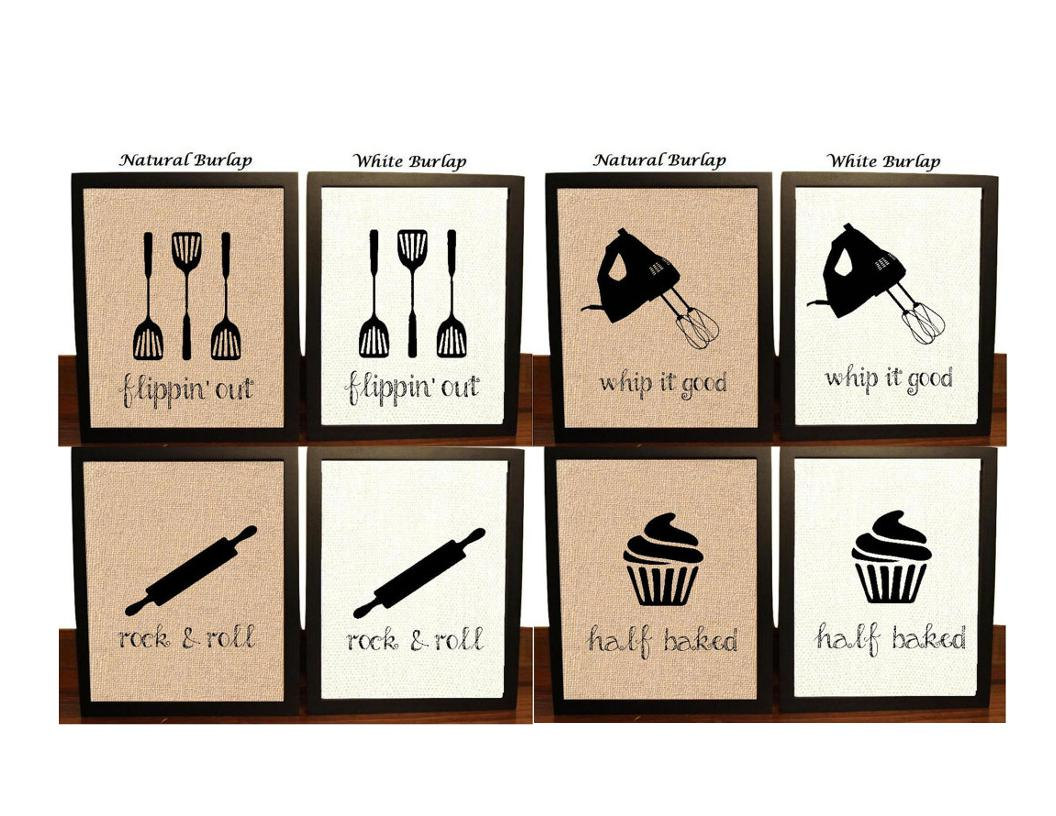 Natural Burlap
White Burlap
Natural Burlap
White Burlap
flippin' out
flippin' out
whip it good
whip it good
rock & roll
rock & roll
half baked
half baked